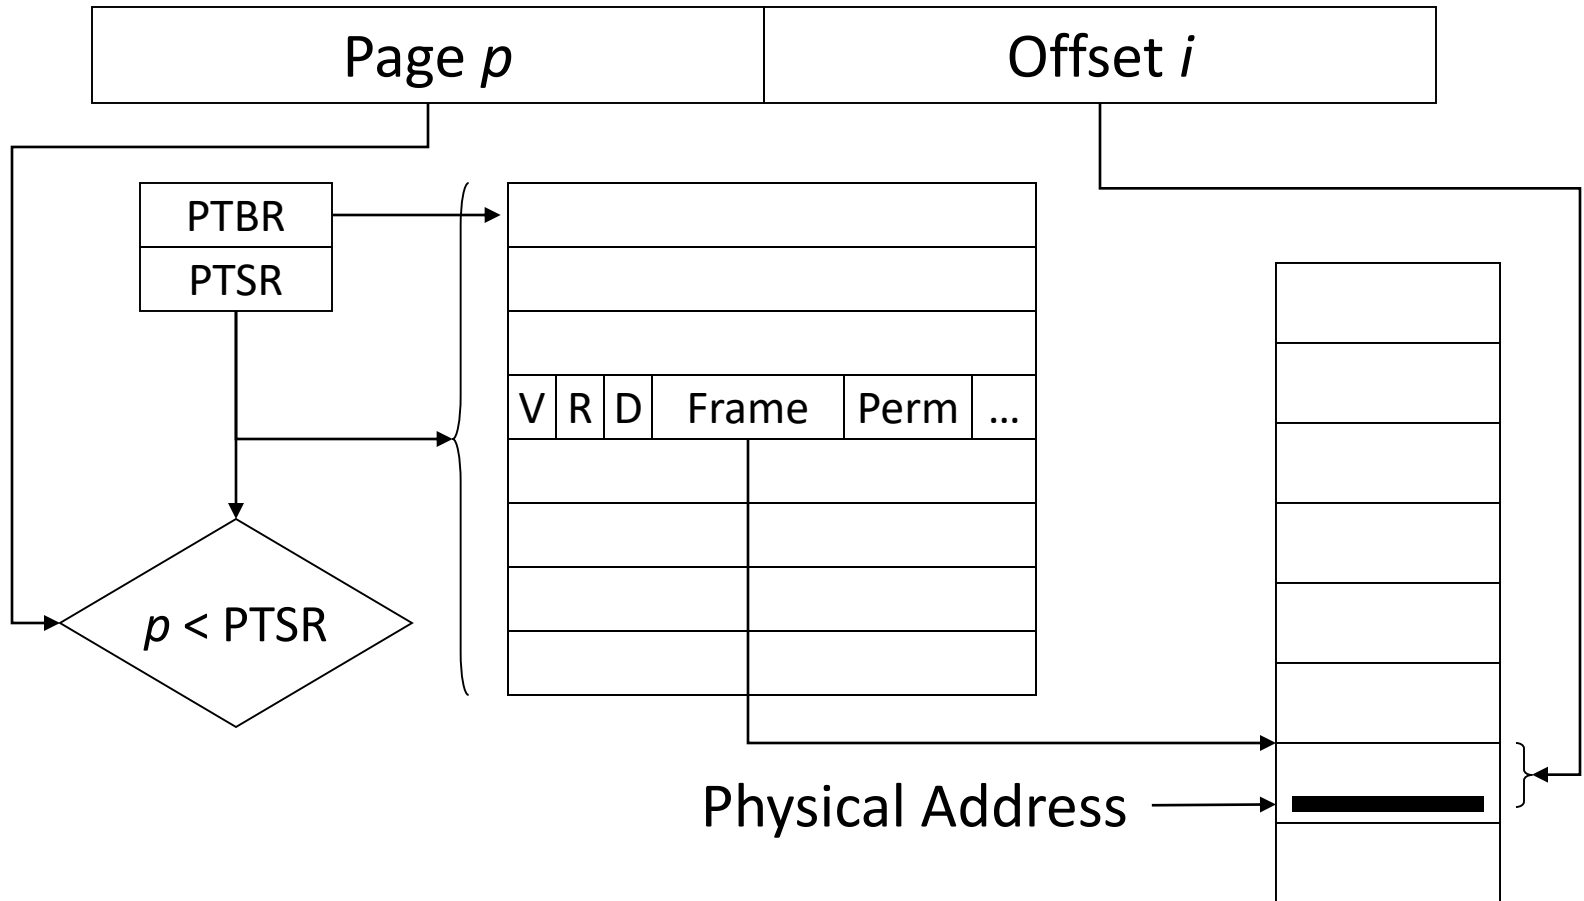 Page p
Offset i
PTBR
PTSR
V R D Frame Perm ...
p < PTSR
Physical Address